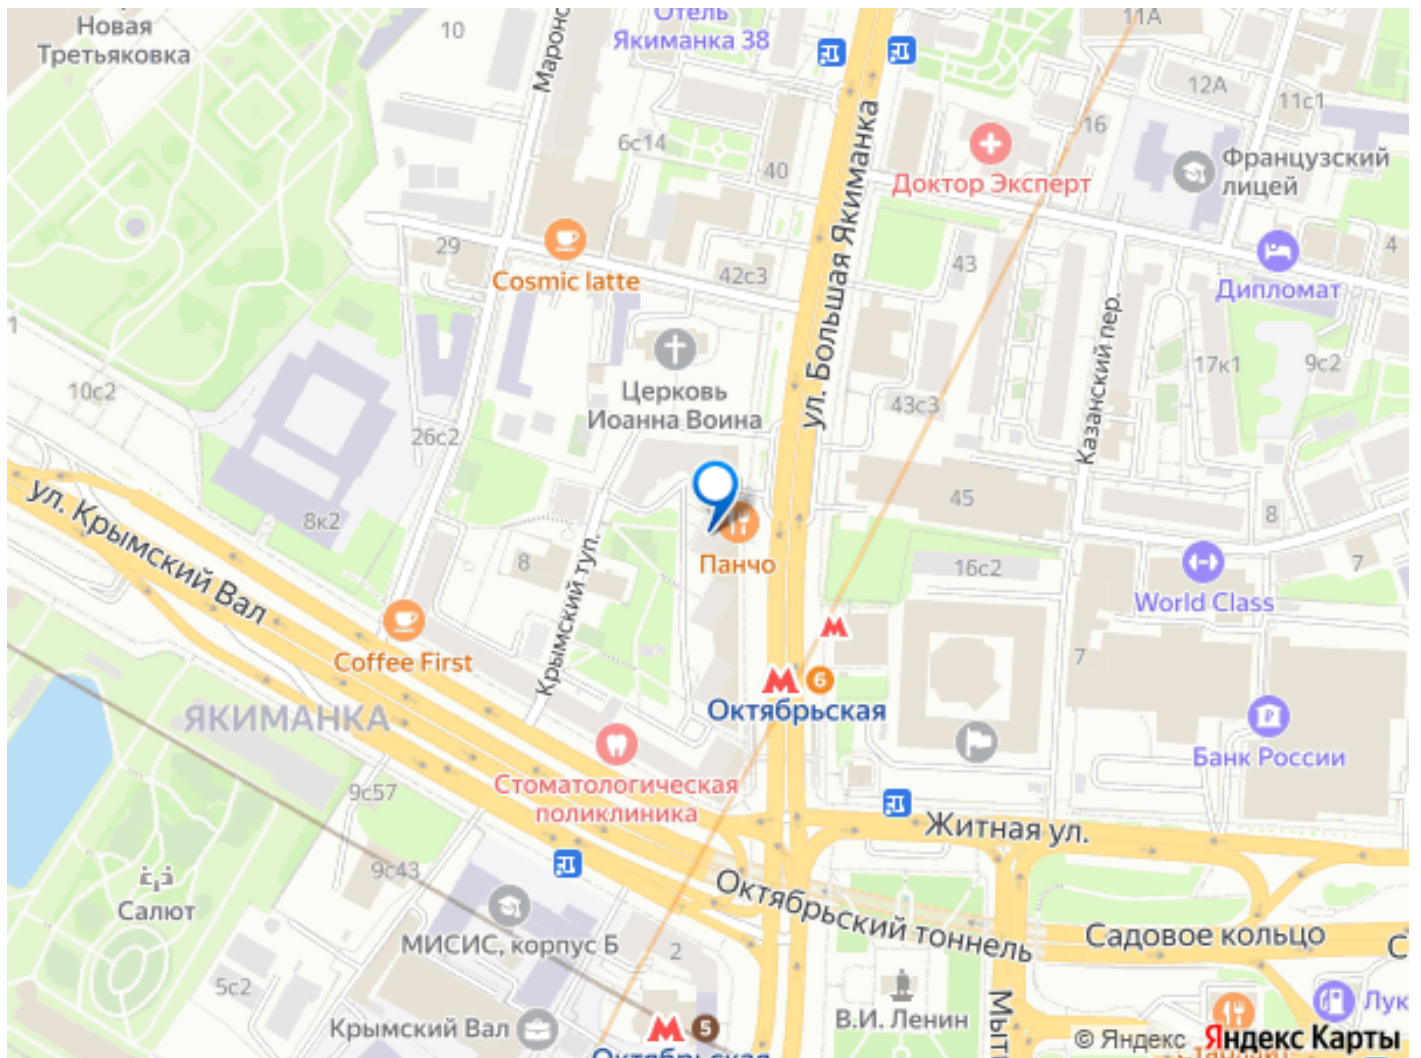 Новая
Третьяковка
10
Маронс
Отель
Якиманка 38
11А
12А
11с1
16
6с14
40
ул. Большая Якиманка
Доктор Эксперт
Французский
лицей
29
Cosmic latte
42с3
43
4
Дипломат
1
10с2
Церковь
Иоанна Воина
Казанский пер.
17к1
9с2
43с3
26с2
ул. Крымский Вал
8к2
8
Крымский туп.
Панчо
45
8
16с2
7
World Class
Coffee First
7
ЯКИМАНКА
М
М 6
Октябрьская
Банк России
Стоматологическая
поликлиника
9с57
Житная ул.
9с43
Салют
Октябрьский тоннель
Садовое кольцо
С
МИСИС, корпус Б
2
5с2
В.И. Ленин
Мыт
Лук
Крымский Вал
М 5
Октябрьская
© Яндекс Яндекс Карты